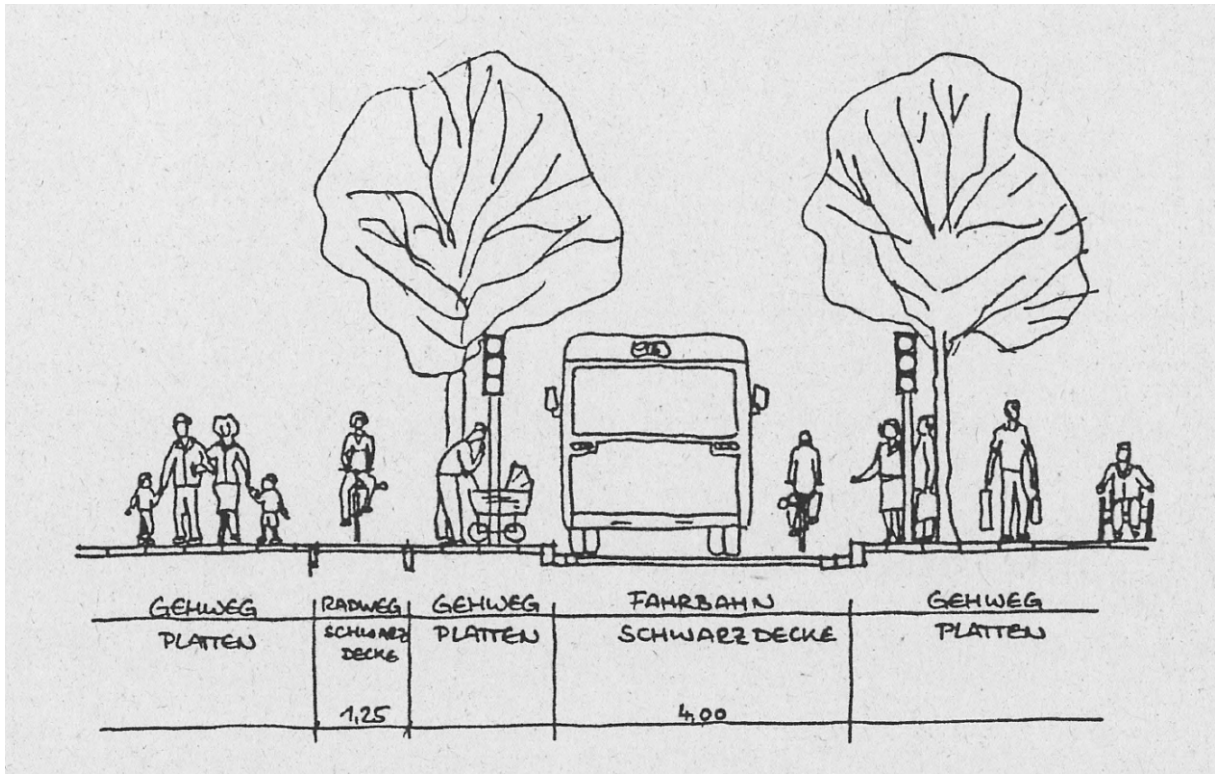 GEHWEG RADWEG GEHWEG FAHRBAHN GEHWEG
PLATTEN SCHWARZ DECKE PLATTEN SCHWARZDECKE PLATTEN
1,25 4,00